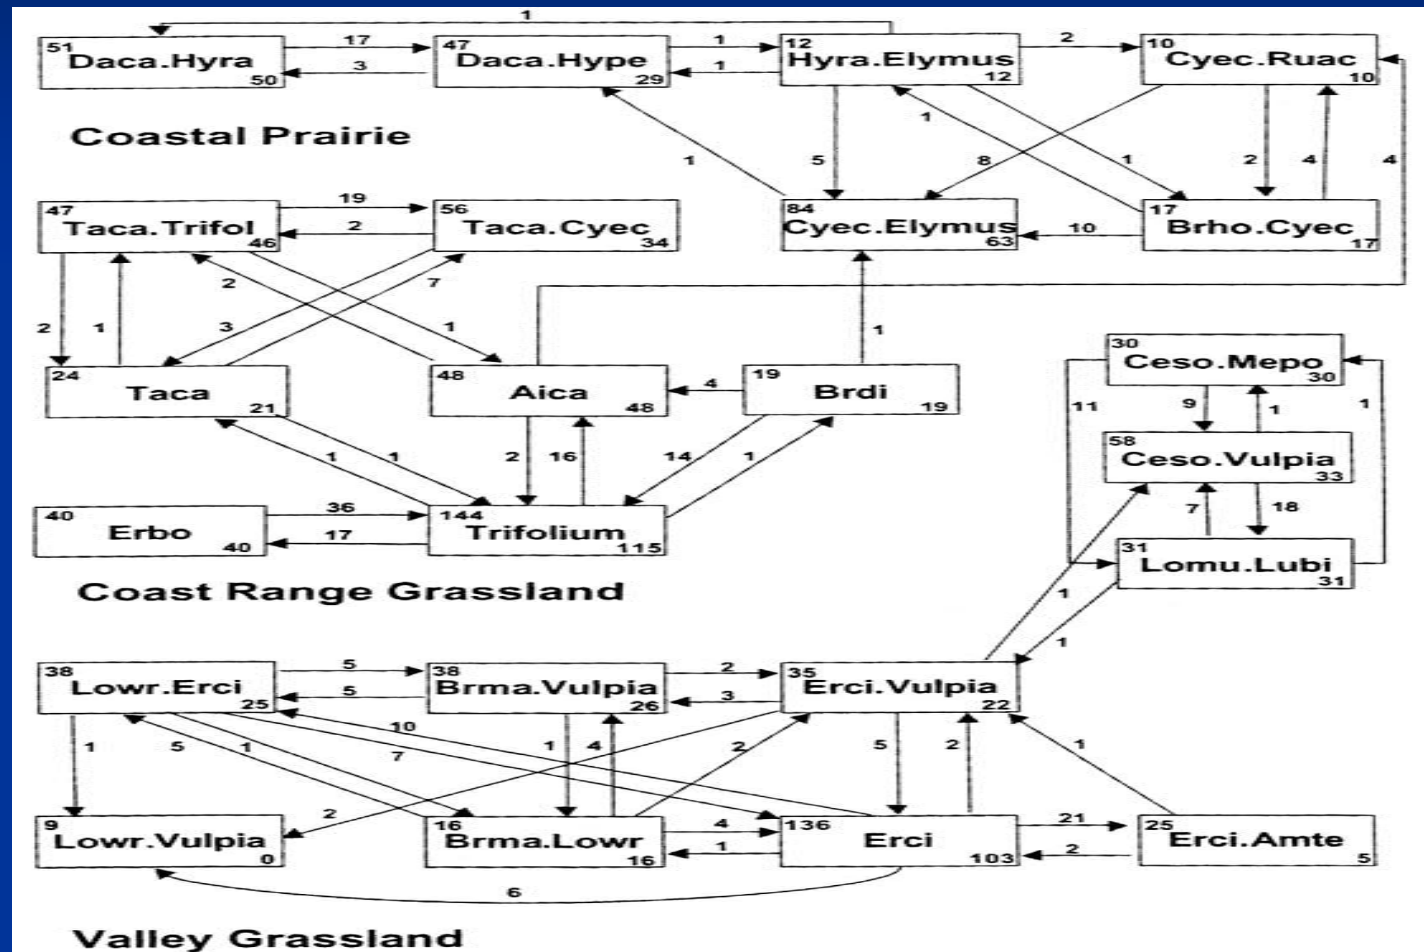 1
51 17 47 1 12 2 10
Daca.Hyra Daca.Hype Hyra.Elymus Cyec.Ruac
50 3 29 1 12 10
Coastal Prairie
1
1 5 8 1 2 4 4
47 19 56 84 17
Taca.Trifol Taca.Cyec Cyec.Elymus Brho.Cyec
46 2 34 63 10 17
2 7
2 1 3 1 1
24 48 19 30
Taca Aica 4 Brdi Ceso.Mepo
21 48 19 30
11 9 1 1
58
Ceso.Vulpia
33
1 1 2 16 14 1
7 18
40 36 144
Erbo Trifolium
40 17 115
31
Lomu.Lubi
31
Coast Range Grassland
1
1
38 5 38 2 35
Lowr.Erci Brma.Vulpia Erci.Vulpia
25 5 26 3 22
10
1 5 1 7 1 4 2 5 2 1
2
9 16 4 136 21 25
Lowr.Vulpia Brma.Lowr Erci Erci.Amte
0 16 1 103 2 5
6
Valley Grassland